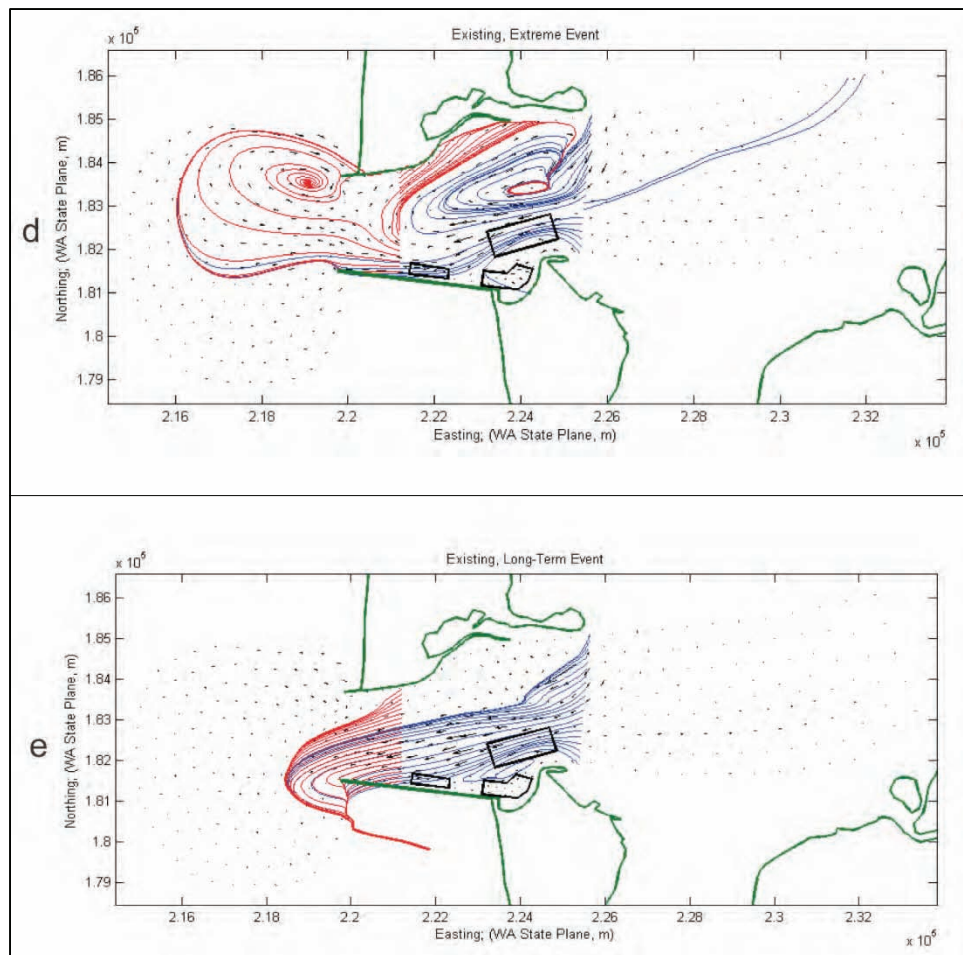 Existing, Extreme Event
x 10^5
1.86
1.85
1.84
1.83
1.82
1.81
1.8
1.79
Northing; (WA State Plane, m)
d
2.16 2.18 2.2 2.22 2.24 2.26 2.28 2.3 2.32
Easting; (WA State Plane, m)
x 10^5
Existing, Long-Term Event
x 10^5
1.86
1.85
1.84
1.83
1.82
1.81
1.8
1.79
Northing; (WA State Plane, m)
e
2.16 2.18 2.2 2.22 2.24 2.26 2.28 2.3 2.32
Easting; (WA State Plane, m)
x 10^5